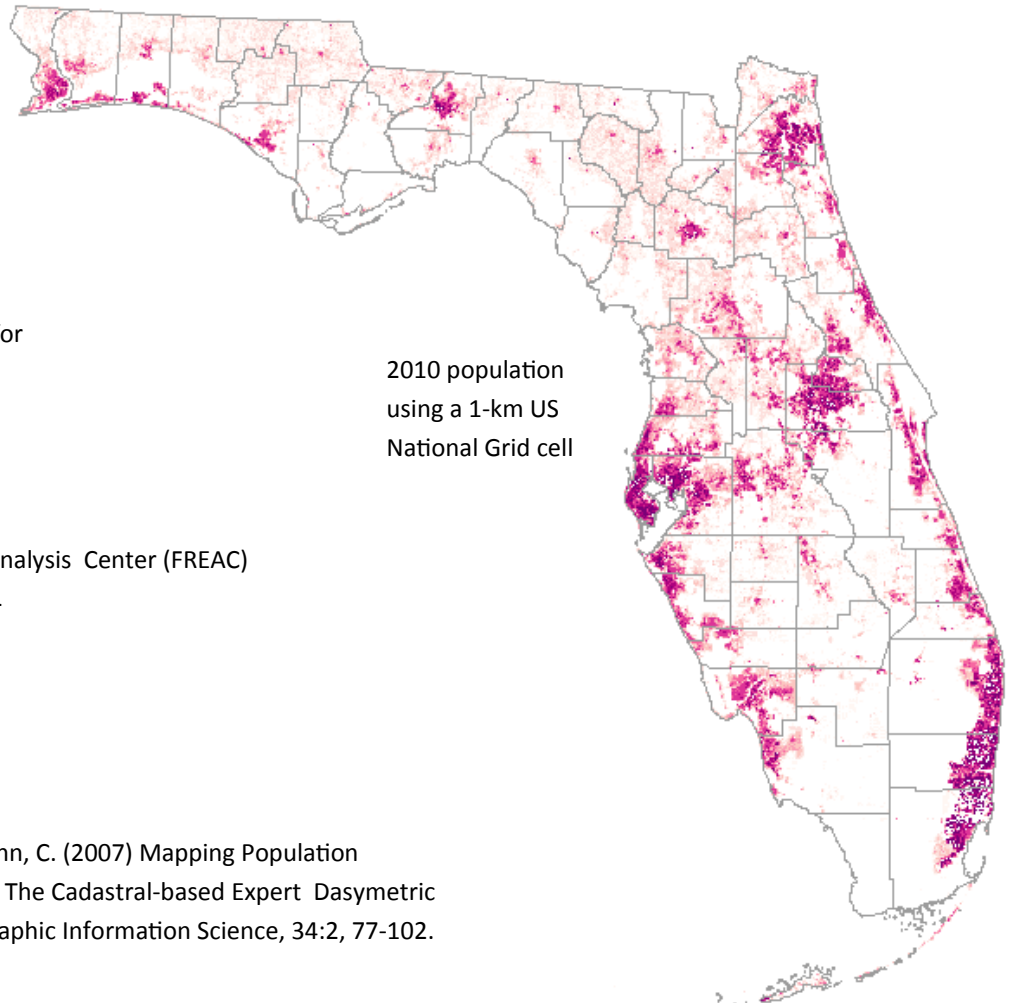 or
2010 population
using a 1-km US
National Grid cell
nalysis Center (FREAC)
nn, C. (2007) Mapping Population
The Cadastral-based Expert Dasymetric
aphic Information Science, 34:2, 77-102.